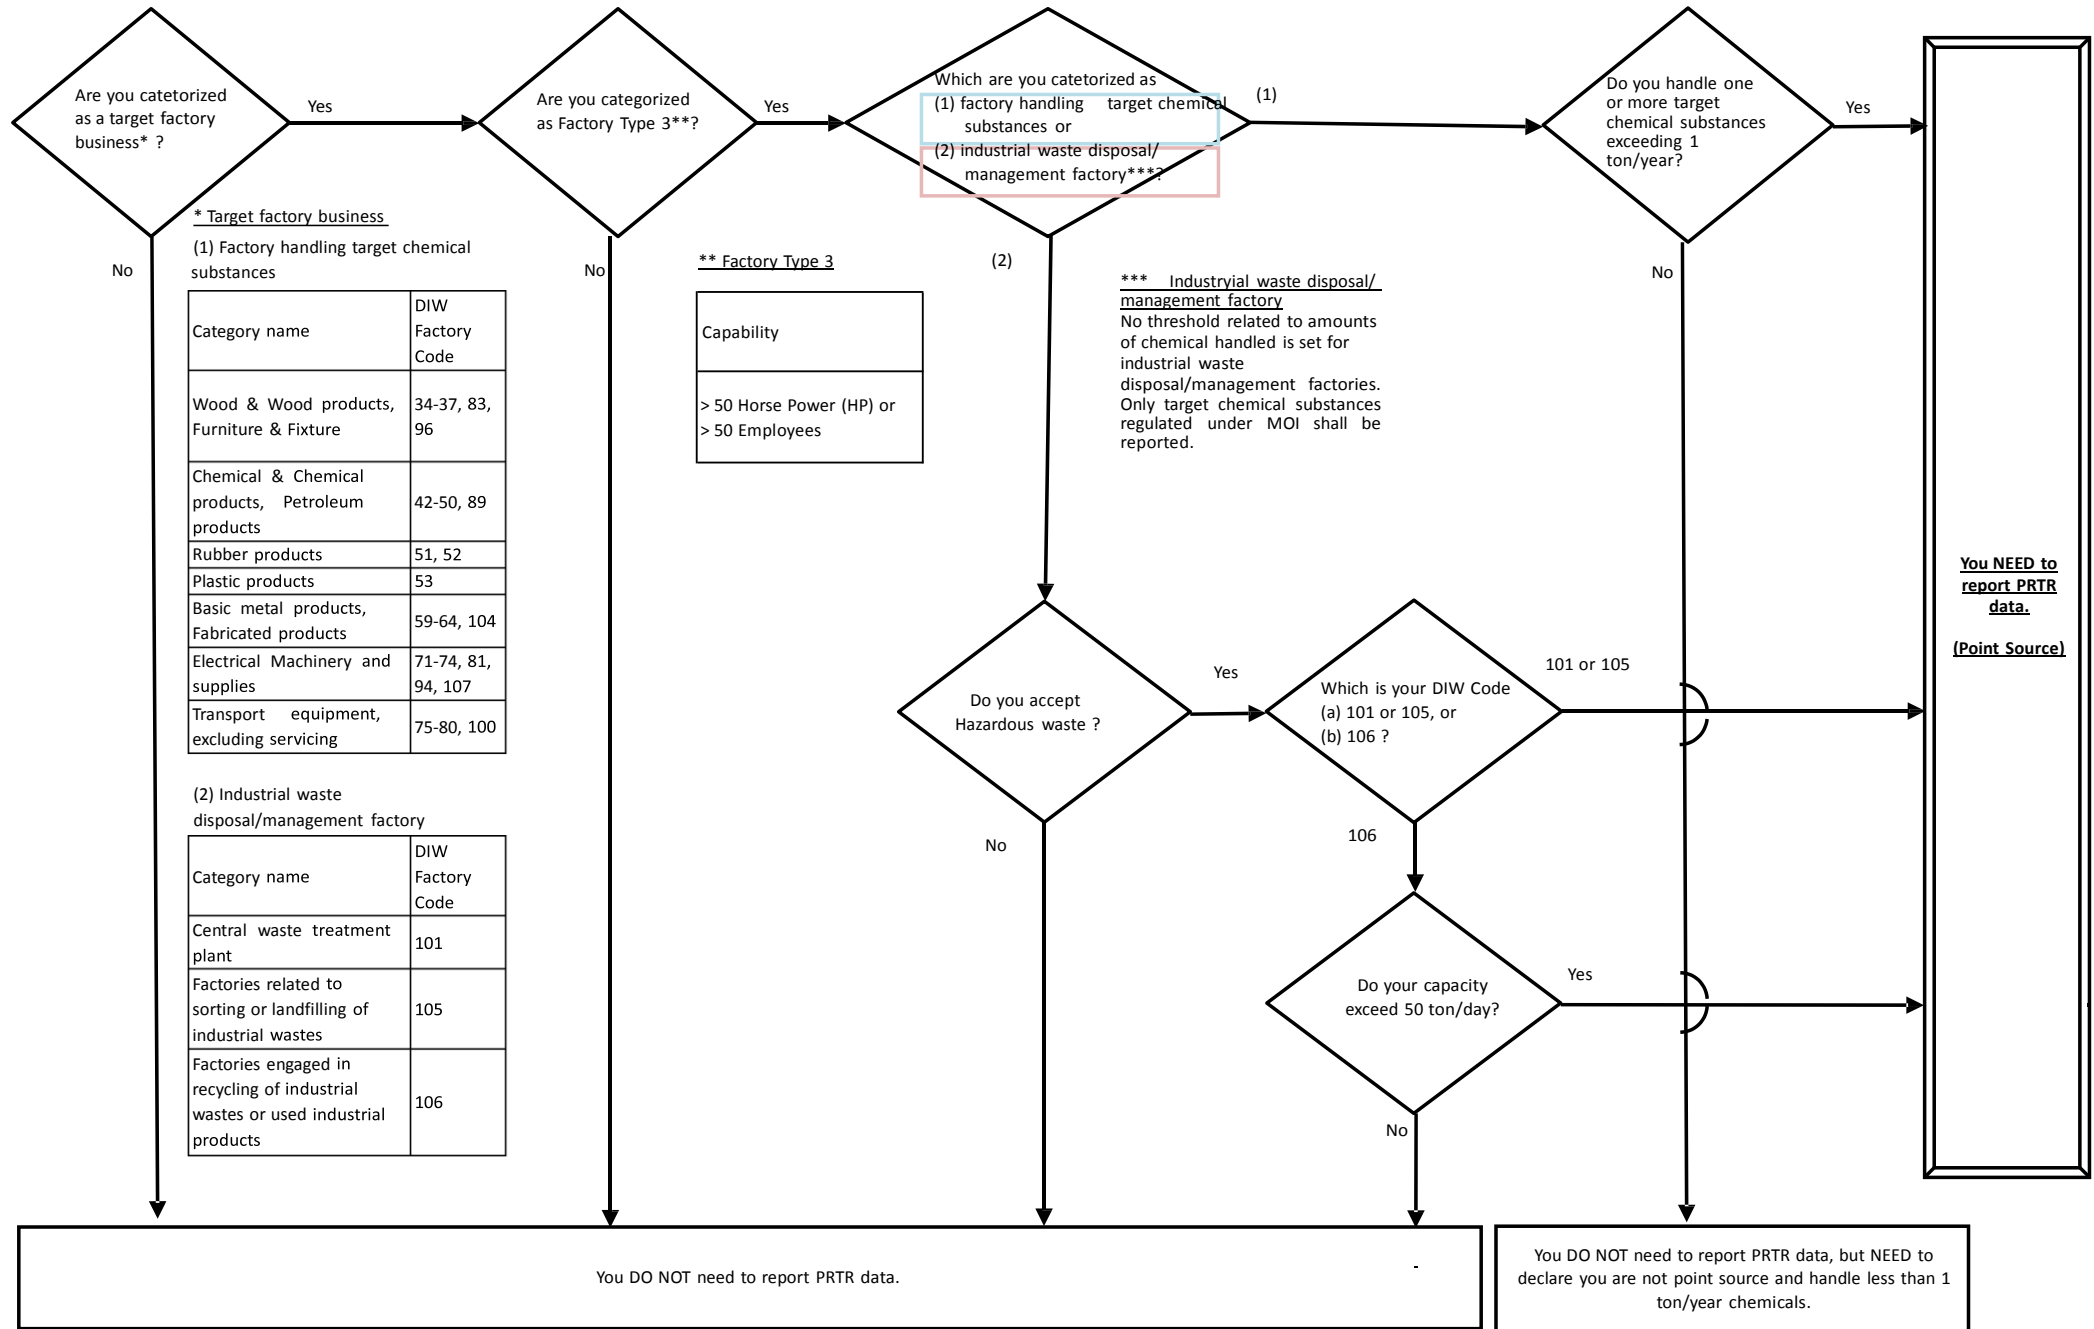 Are you catetorized
as a target factory
business* ?
Yes
No
Are you categorized
as Factory Type 3**?
Yes
No
Which are you catetorized as
(1) factory handling target chemical
substances or
(2) industrial waste disposal/
management factory***?
(1)
(2)
Do you handle one
or more target
chemical substances
exceeding 1
ton/year?
Yes
No
* Target factory business
(1) Factory handling target chemical
substances
Category name
DIW
Factory
Code
Wood & Wood products,
Furniture & Fixture
34-37, 83,
96
Chemical & Chemical
products, Petroleum
products
42-50, 89
Rubber products
51, 52
Plastic products
53
Basic metal products,
Fabricated products
59-64, 104
Electrical Machinery and
supplies
71-74, 81,
94, 107
Transport equipment,
excluding servicing
75-80, 100
(2) Industrial waste
disposal/management factory
Category name
DIW
Factory
Code
Central waste treatment
plant
101
Factories related to
sorting or landfilling of
industrial wastes
105
Factories engaged in
recycling of industrial
wastes or used industrial
products
106
** Factory Type 3
Capability
> 50 Horse Power (HP) or
> 50 Employees
*** Industryial waste disposal/
management factory
No threshold related to amounts
of chemical handled is set for
industrial waste
disposal/management factories.
Only target chemical substances
regulated under MOI shall be
reported.
Do you accept
Hazardous waste ?
Yes
No
Which is your DIW Code
(a) 101 or 105, or
(b) 106 ?
101 or 105
106
Do your capacity
exceed 50 ton/day?
Yes
No
You NEED to
report PRTR
data.
(Point Source)
You DO NOT need to report PRTR data.
-
You DO NOT need to report PRTR data, but NEED to
declare you are not point source and handle less than 1
ton/year chemicals.